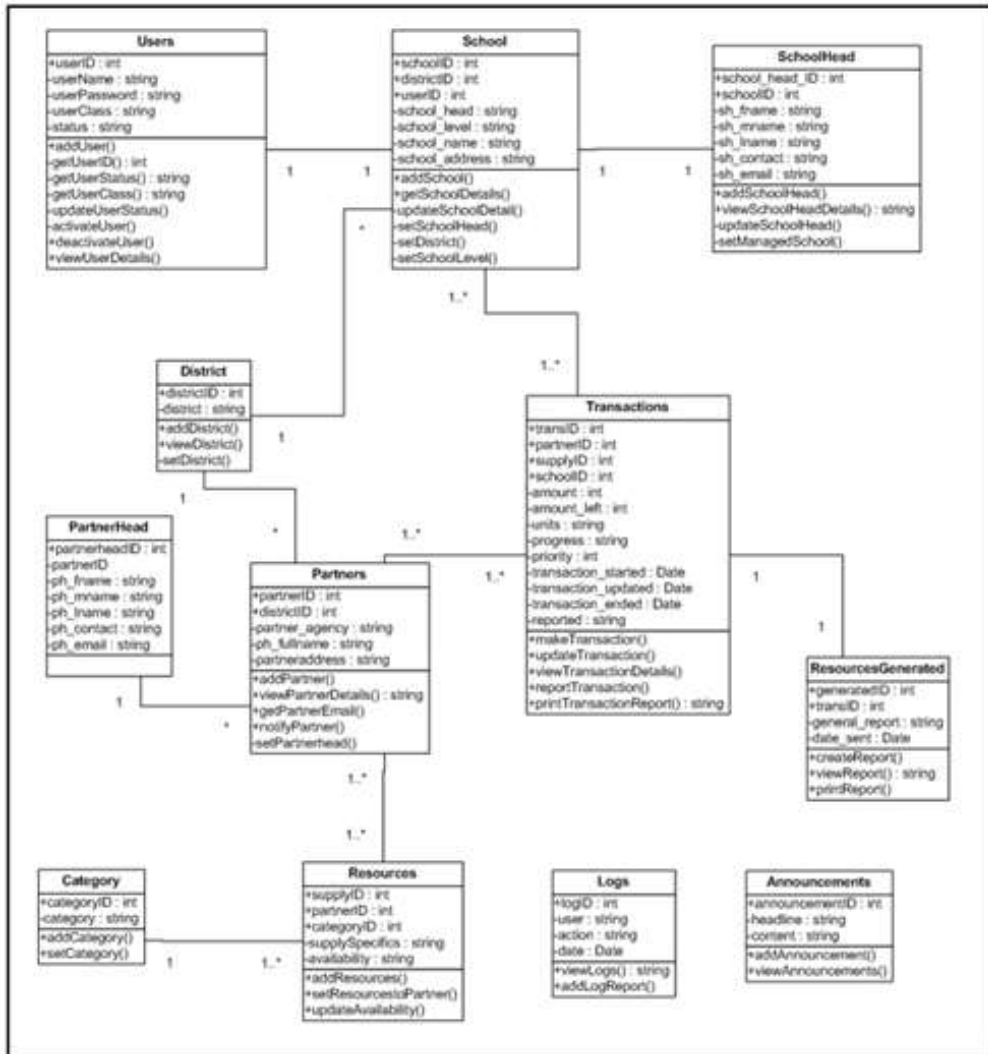 Users
+userID : int
-userName : string
-userPassword : string
-userClass : string
-status : string
+addUser()
-getUserID() : int
-getUserStatus() : string
-getUserClass() : string
-updateUserStatus()
-activateUser()
+deactivateUser()
+viewUserDetails()
1
1
School
+schoolID : int
+districtID : int
+userID : int
-school_head : string
-school_level : string
-school_name : string
-school_address : string
+addSchool()
+getSchoolDetails()
-updateSchoolDetail()
-setSchoolHead()
-setDistrict()
-setSchoolLevel()
1
1
SchoolHead
+school_head_ID : int
+schoolID : int
-sh_fname : string
-sh_mname : string
-sh_lname : string
-sh_contact : string
-sh_email : string
+addSchoolHead()
+viewSchoolHeadDetails() : string
-updateSchoolHead()
-setManagedSchool()
*
1..*
1..*
District
+districtID : int
-district : string
+addDistrict()
+viewDistrict()
-setDistrict()
1
1
*
Transactions
+transID : int
+partnerID : int
+supplyID : int
+schoolID : int
-amount : int
-amount_left : int
-units : string
-progress : string
-priority : int
-transaction_started : Date
-transaction_updated : Date
-transaction_ended : Date
-reported : string
+makeTransaction()
+updateTransaction()
+viewTransactionDetails()
+reportTransaction()
+printTransactionReport() : string
1..*
1..*
1
1
PartnerHead
+partnerheadID : int
-partnerID
-ph_fname : string
-ph_mname : string
-ph_lname : string
-ph_contact : string
-ph_email : string
1
*
Partners
+partnerID : int
+districtID : int
-partner_agency : string
-ph_fullname : string
-partneraddress : string
+addPartner()
+viewPartnerDetails() : string
+getPartnerEmail()
+notifyPartner()
-setPartnerhead()
1..*
1..*
ResourcesGenerated
+generatedID : int
+transID : int
-general_report : string
-date_sent : Date
+createReport()
+viewReport() : string
+printReport()
Category
+categoryID : int
-category : string
+addCategory()
+setCategory()
1
1..*
Resources
+supplyID : int
+partnerID : int
+categoryID : int
-supplySpecifics : string
-availability : string
+addResources()
+setResourcestoPartner()
+updateAvailability()
Logs
+logID : int
-user : string
-action : string
-date : Date
+viewLogs() : string
+addLogReport()
Announcements
+announcementID : int
-headline : string
-content : string
+addAnnouncement()
+viewAnnouncements()